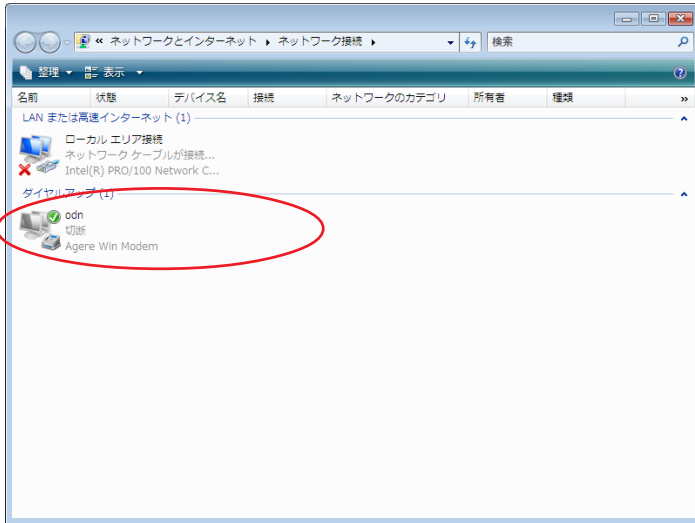 « ネットワークとインターネット ▸ ネットワーク接続 ▸ 検索
整理 ▼ 表示 ▼
名前 状態 デバイス名 接続 ネットワークのカテゴリ 所有者 種類 »
LAN または高速インターネット (1)
ローカル エリア接続
ネットワーク ケーブルが接続...
Intel(R) PRO/100 Network C...
ダイヤルアップ (1)
odn
切断
Agere Win Modem